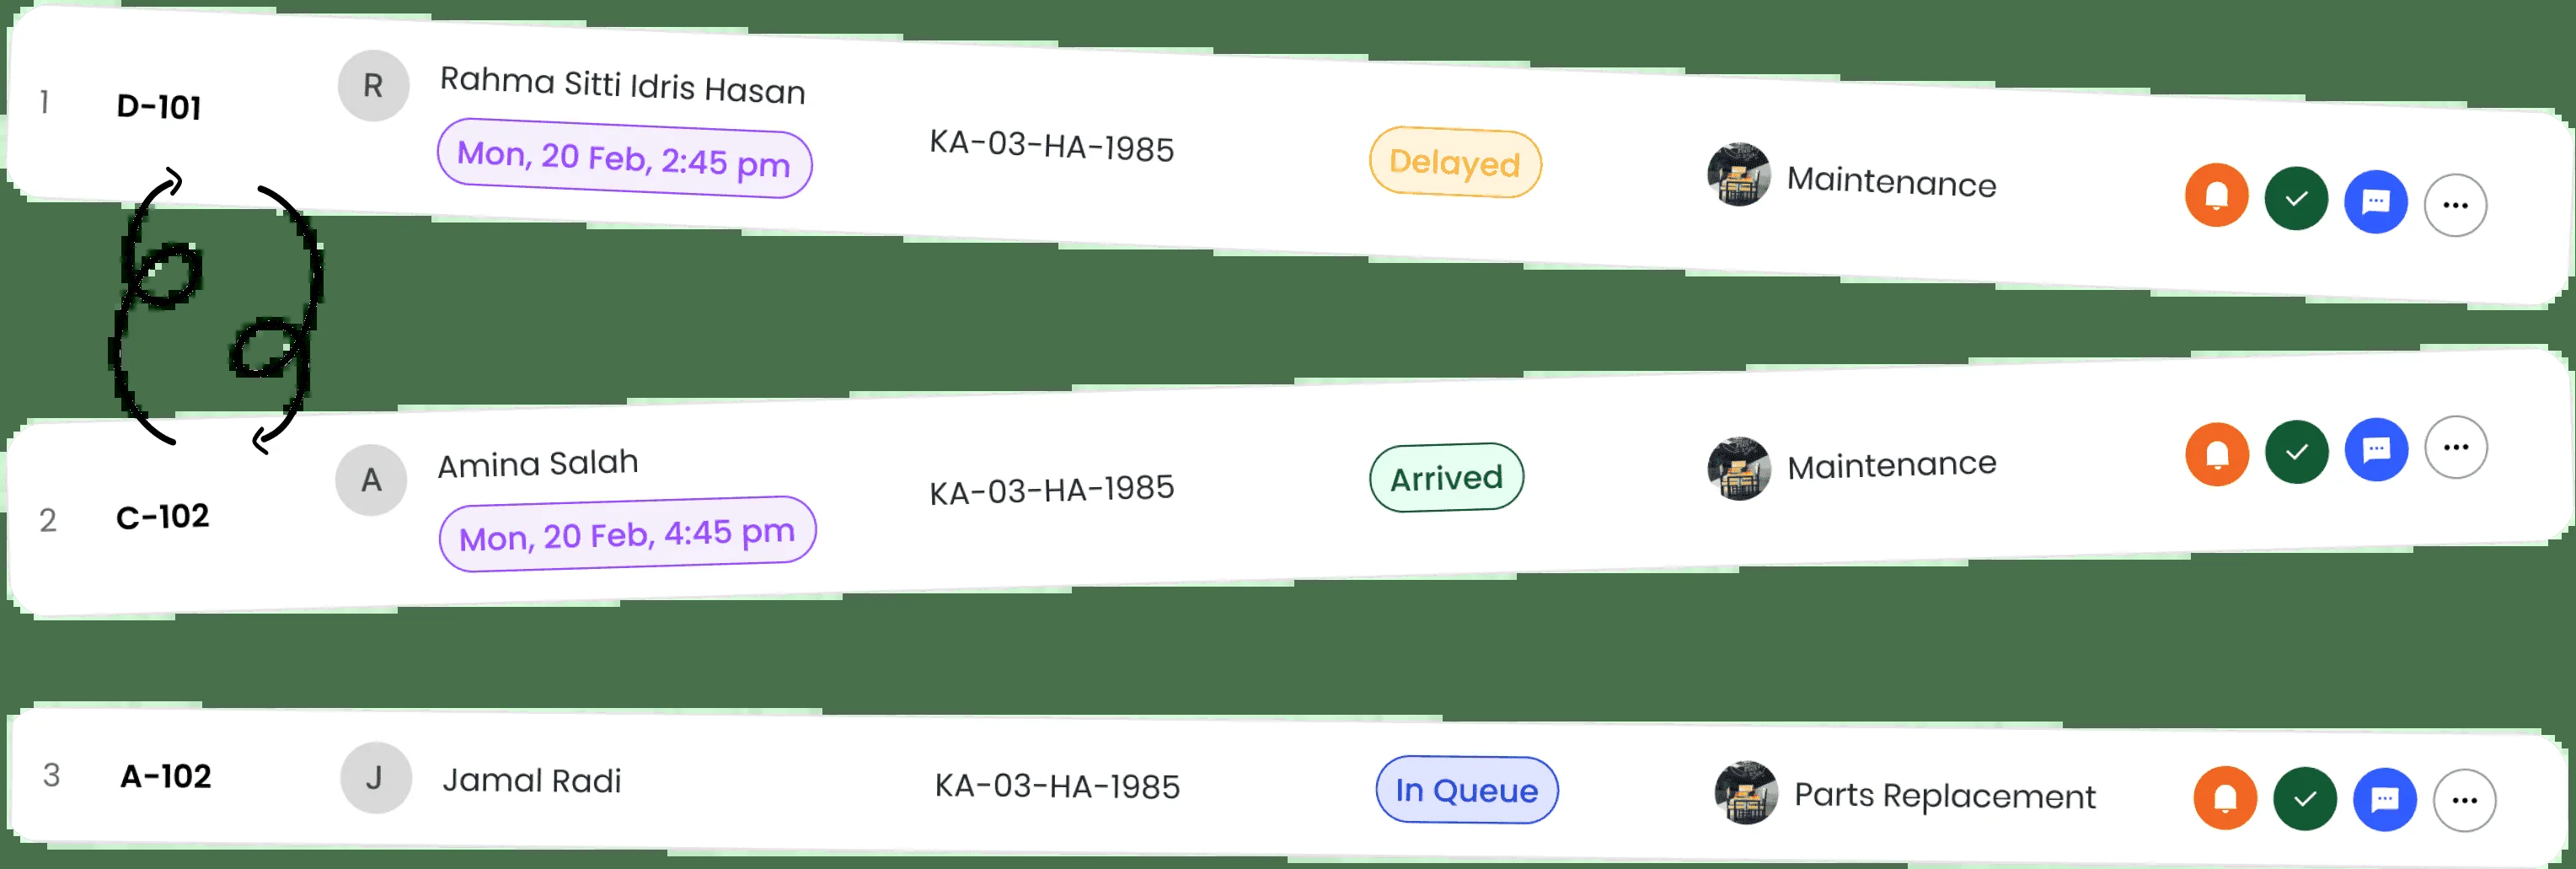 1 D-101 R Rahma Sitti Idris Hasan KA-03-HA-1985 Delayed Maintenance
Mon, 20 Feb, 2:45 pm
2 C-102 A Amina Salah KA-03-HA-1985 Arrived Maintenance
Mon, 20 Feb, 4:45 pm
3 A-102 J Jamal Radi KA-03-HA-1985 In Queue Parts Replacement